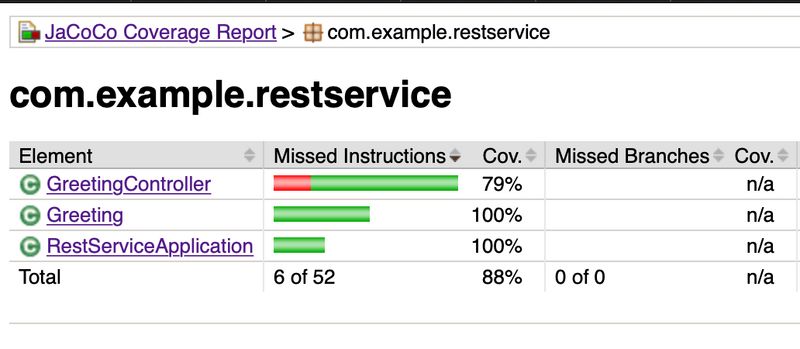 JaCoCo Coverage Report > com.example.restservice
com.example.restservice
Element Missed Instructions Cov. Missed Branches Cov.
C GreetingController 79% n/a
C Greeting 100% n/a
C RestServiceApplication 100% n/a
Total 6 of 52 88% 0 of 0 n/a